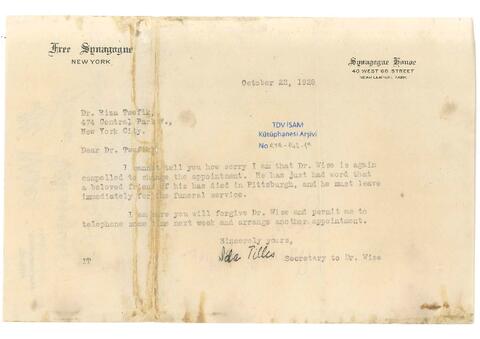 Free Synagogue
NEW YORK
Synagogue House
40 WEST 68 STREET
NEAR CENTRAL PARK
October 22, 1928
Dr. Riza Tewfik,
474 Central Park W.,
New York City.
TDV İSAM
Kütüphanesi Arşivi
No
Dear Dr. Tewfik:
I cannot tell you how sorry I am that Dr. Wise is again
compelled to change the appointment. He has just had word that
a beloved friend of his has died in Pittsburgh, and he must leave
immediately for the funeral service.
I am sure you will forgive Dr. Wise and permit me to
telephone some time next week and arrange another appointment.
Sincerely yours,
Ida Tilles
IT
Secretary to Dr. Wise